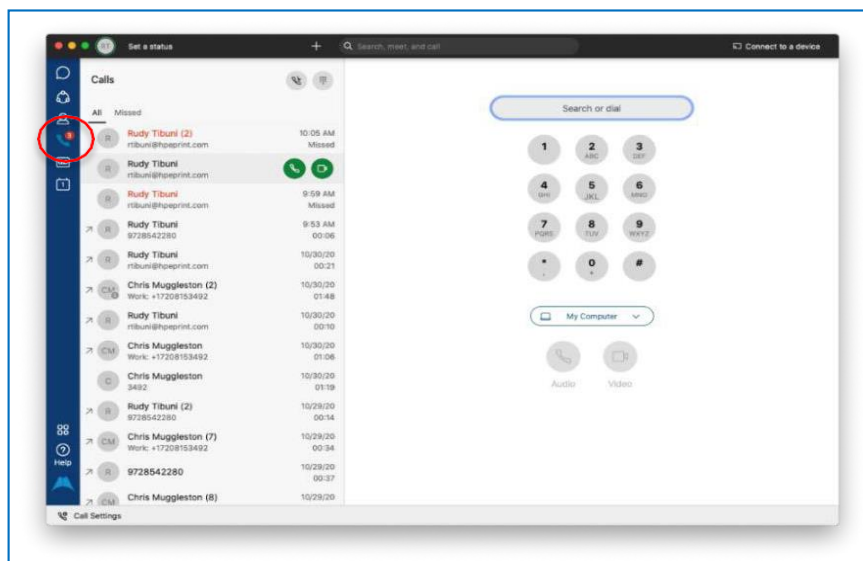 RT Set a status + Search, meet, and call Connect to a device
Calls
All Missed
R Rudy Tibuni (2) 10:05 AM
rtibuni@hpeprint.com Missed
R Rudy Tibuni
rtibuni@hpeprint.com
R Rudy Tibuni 9:59 AM
rtibuni@hpeprint.com Missed
R Rudy Tibuni 9:53 AM
9728542280 00:06
R Rudy Tibuni 10/30/20
rtibuni@hpeprint.com 00:21
CM Chris Muggleston (2) 10/30/20
Work: +17208153492 01:48
R Rudy Tibuni 10/30/20
rtibuni@hpeprint.com 00:10
CM Chris Muggleston 10/30/20
Work: +17208153492 01:06
C Chris Muggleston 10/30/20
3492 01:19
R Rudy Tibuni (2) 10/29/20
9728542280 00:14
CM Chris Muggleston (7) 10/29/20
Work: +17208153492 00:34
R 9728542280 10/29/20
00:37
CM Chris Muggleston (8) 10/29/20
1
Help
Call Settings
Search or dial
1 2 3
ABC DEF
4 5 6
GHI JKL MNO
7 8 9
PQRS TUV WXYZ
* 0 #
+
My Computer
Audio Video